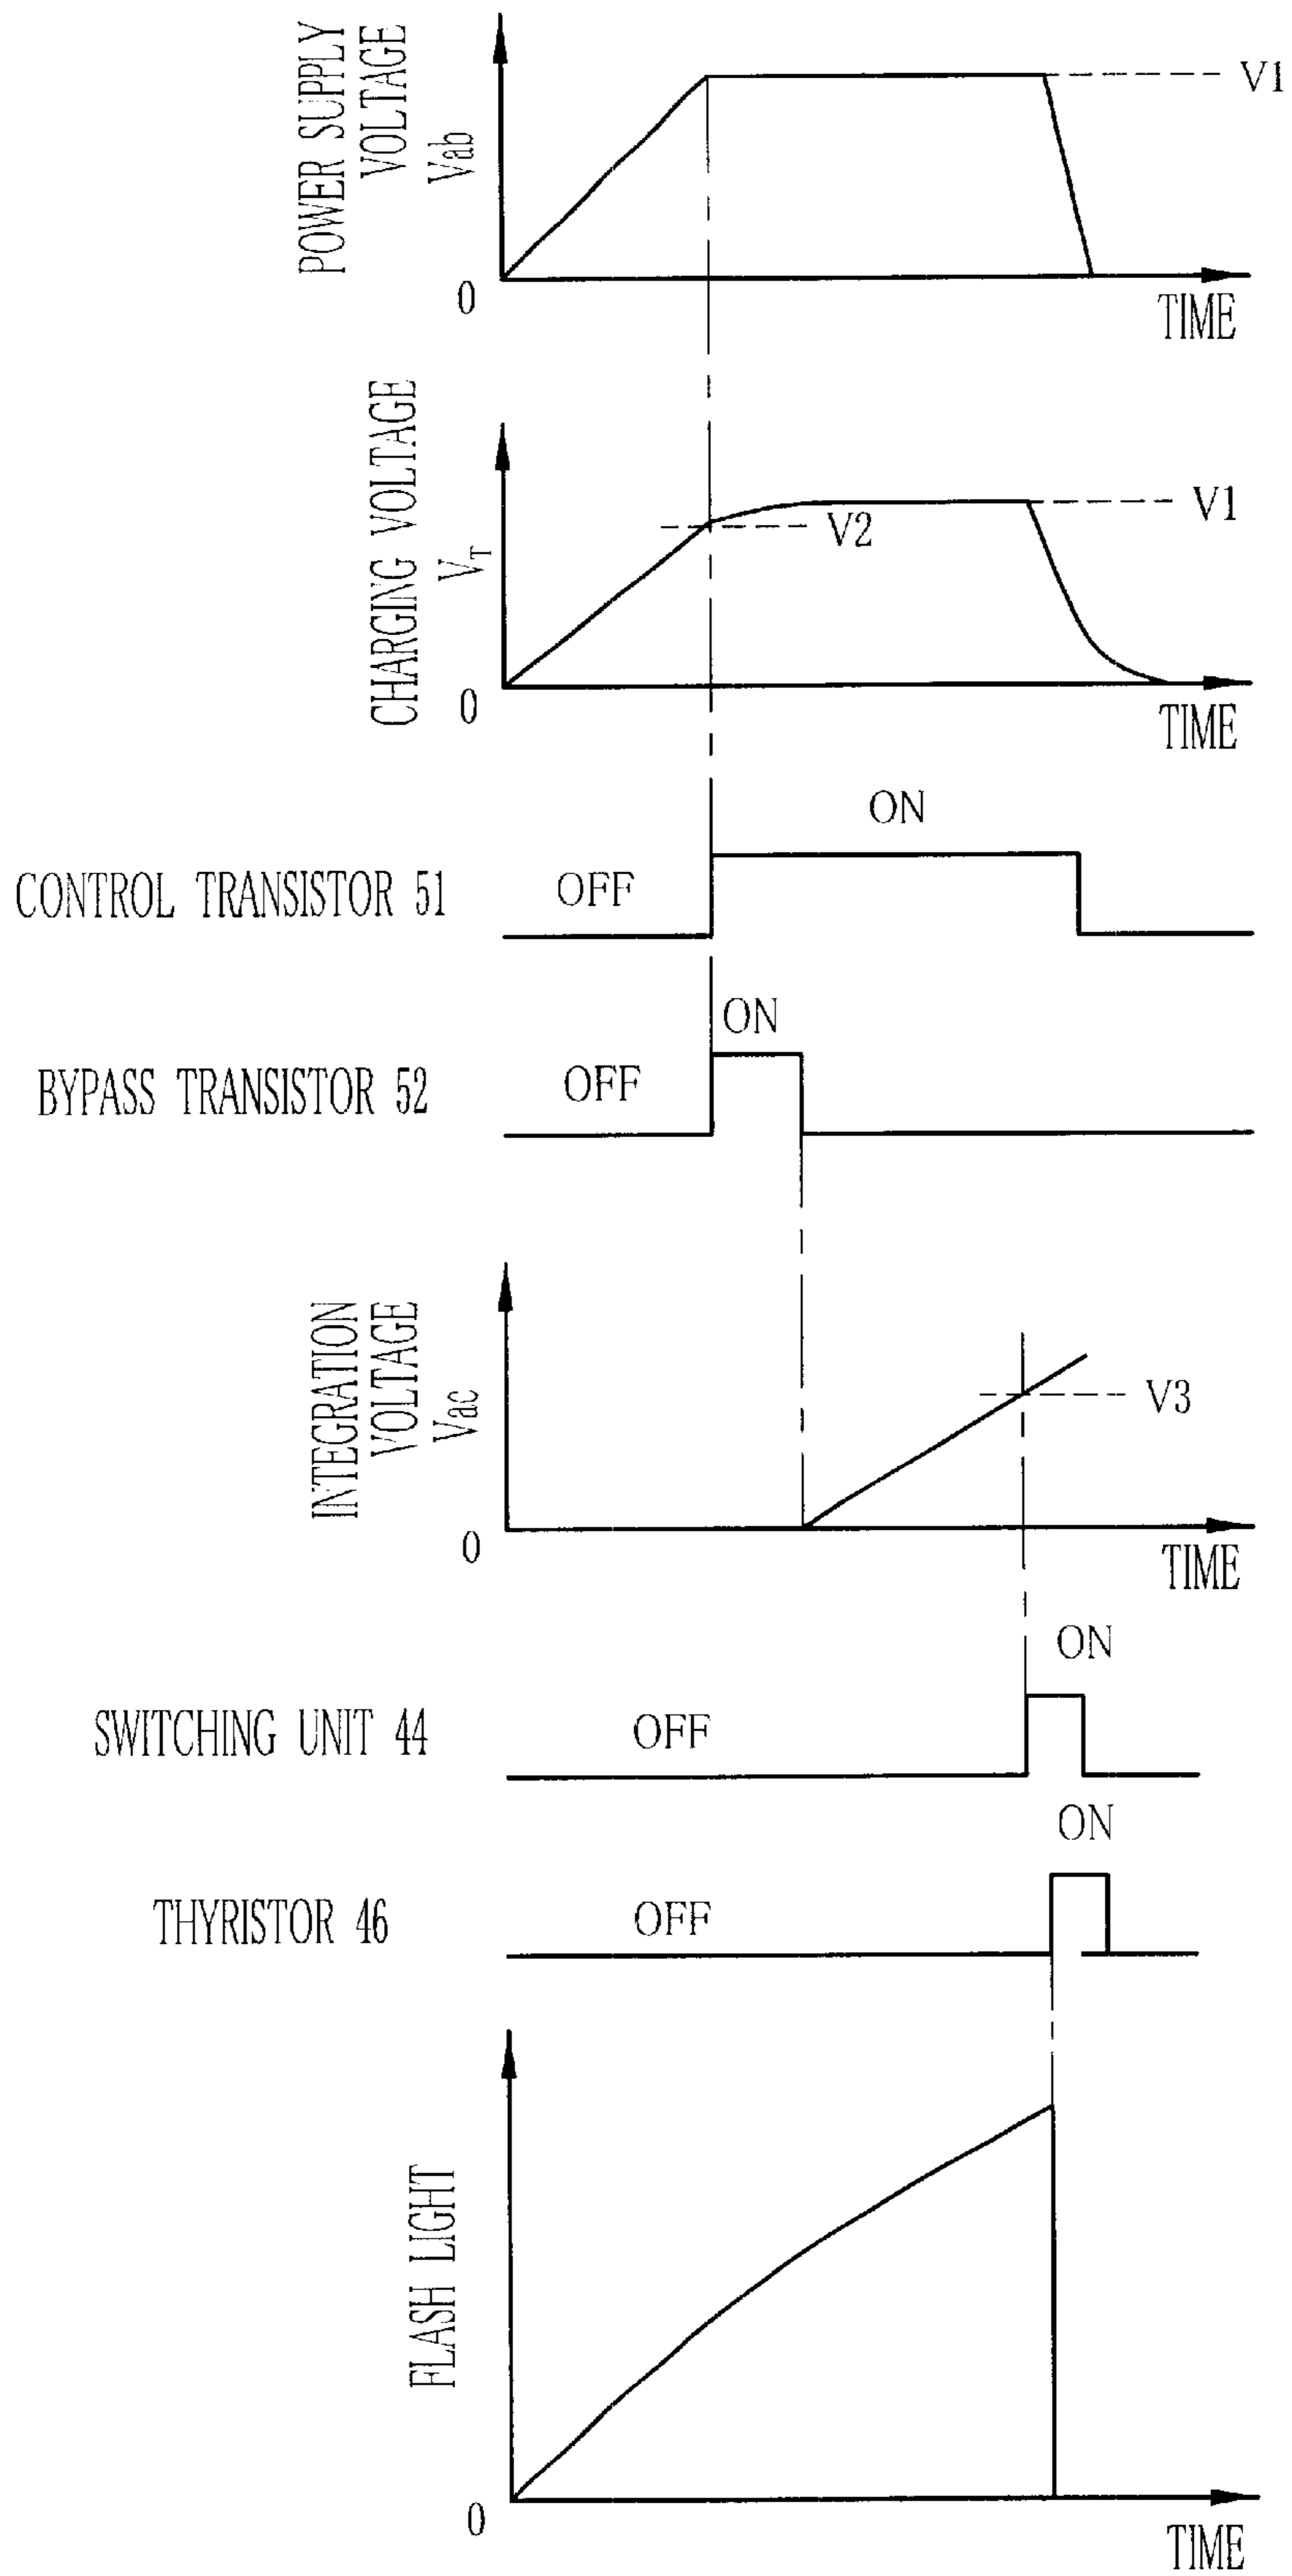 POWER SUPPLY
VOLTAGE
Vab
V1
0
TIME
CHARGING VOLTAGE
VT
V2
V1
0
TIME
CONTROL TRANSISTOR 51
OFF
ON
BYPASS TRANSISTOR 52
OFF
ON
INTEGRATION
VOLTAGE
Vac
V3
0
TIME
SWITCHING UNIT 44
OFF
ON
THYRISTOR 46
OFF
ON
FLASH LIGHT
0
TIME